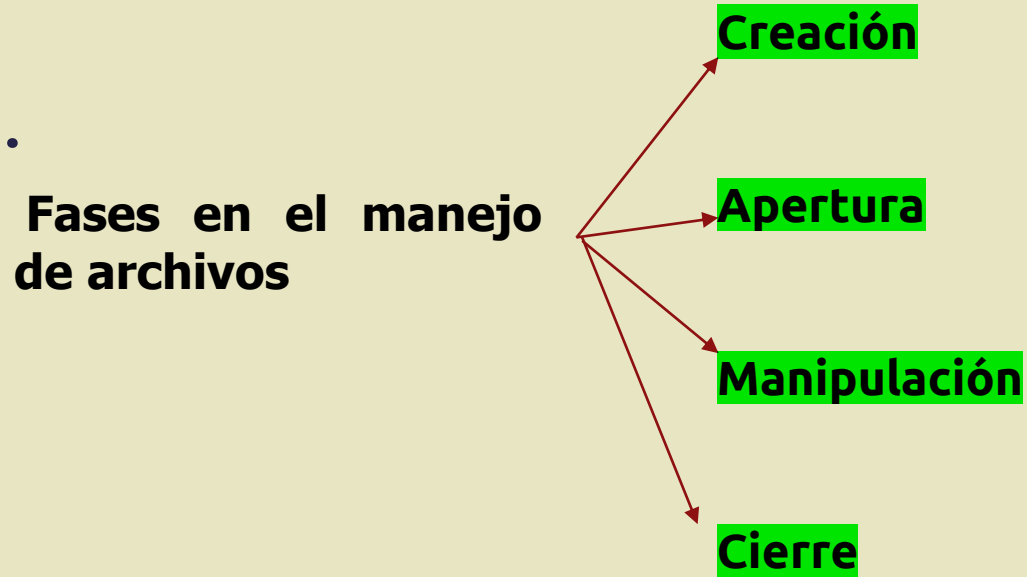 Creación
Apertura
Fases en el manejo
de archivos
Manipulación
Cierre